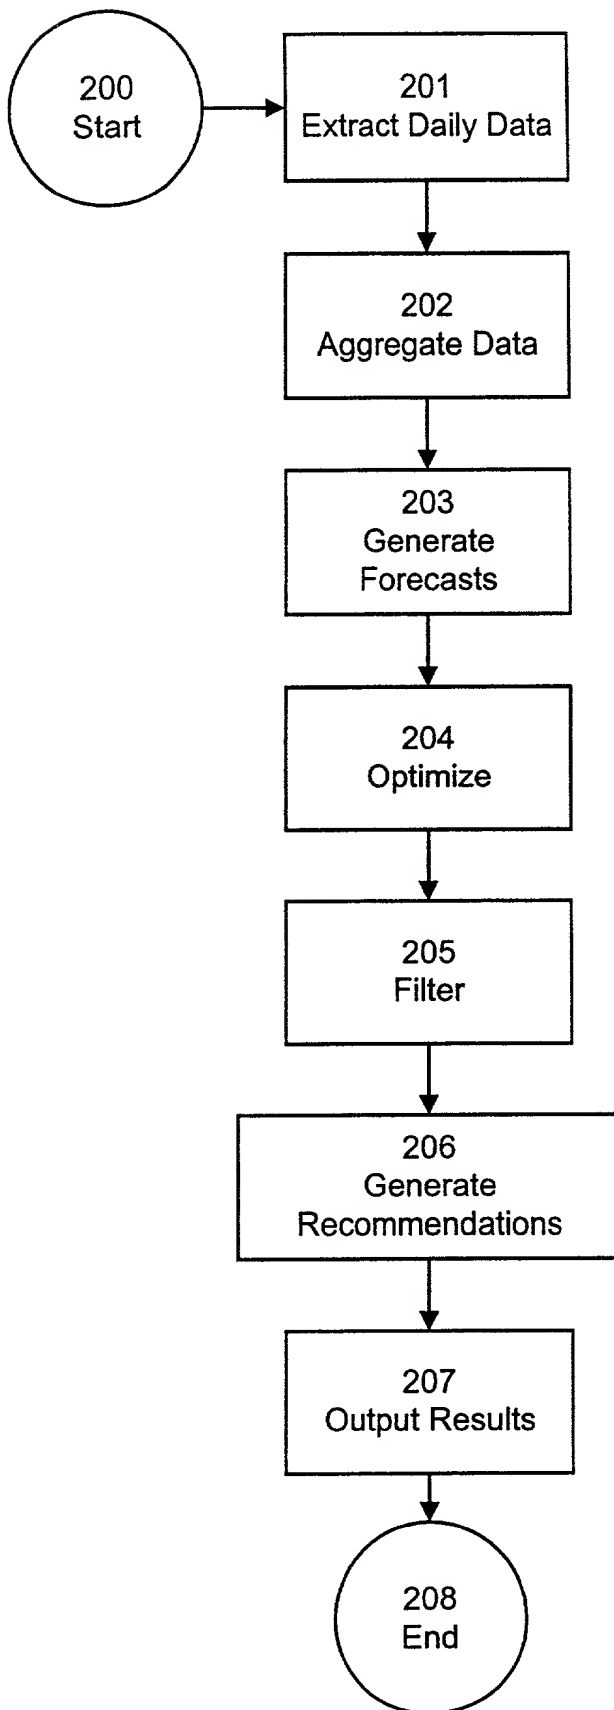 200
Start
201
Extract Daily Data
202
Aggregate Data
203
Generate
Forecasts
204
Optimize
205
Filter
206
Generate
Recommendations
207
Output Results
208
End